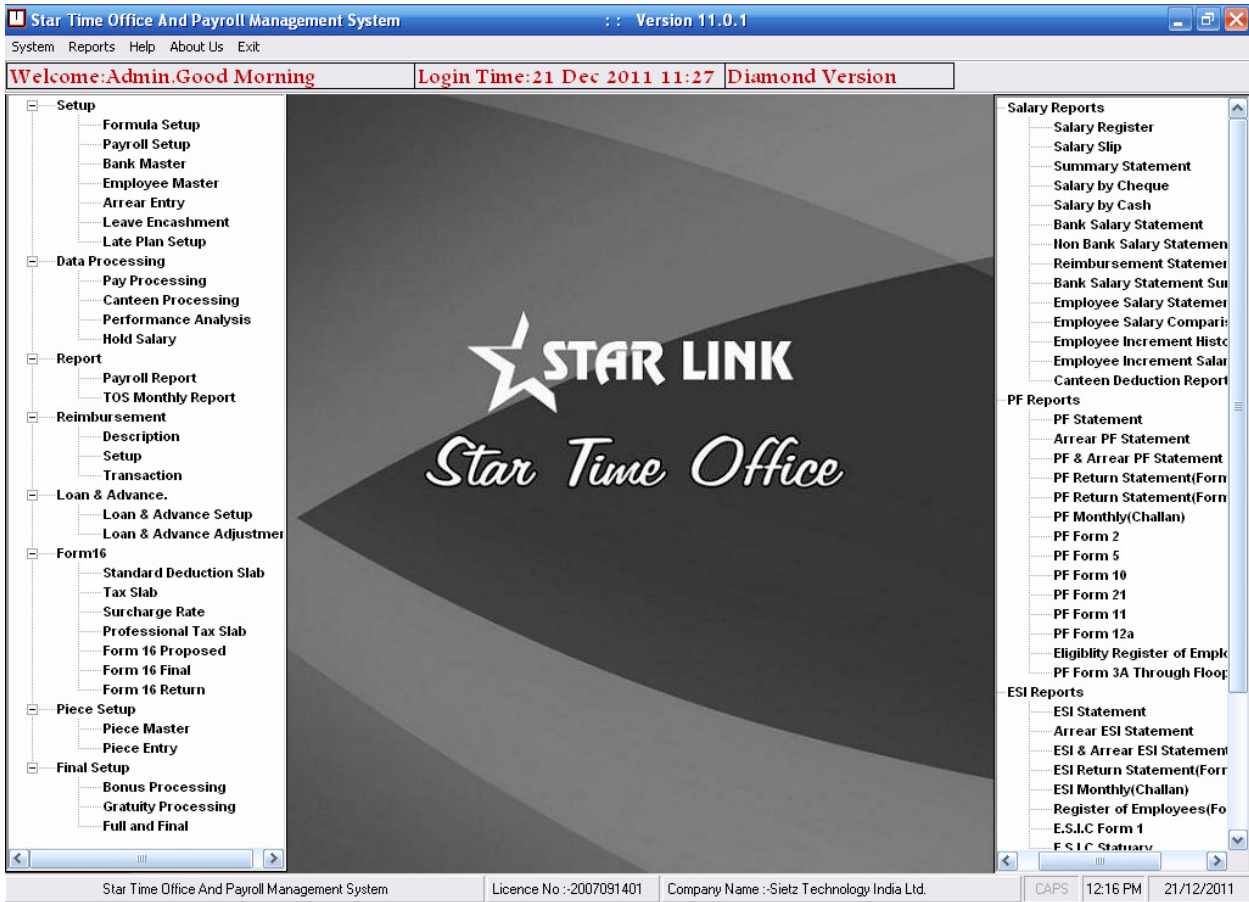 Star Time Office And Payroll Management System : : Version 11.0.1
System Reports Help About Us Exit
Welcome:Admin,Good Morning Login Time:21 Dec 2011 11:27 Diamond Version
Setup
Formula Setup
Payroll Setup
Bank Master
Employee Master
Arrear Entry
Leave Encashment
Late Plan Setup
Data Processing
Pay Processing
Canteen Processing
Performance Analysis
Hold Salary
Report
Payroll Report
TOS Monthly Report
Reimbursement
Description
Setup
Transaction
Loan & Advance.
Loan & Advance Setup
Loan & Advance Adjustmer
Form16
Standard Deduction Slab
Tax Slab
Surcharge Rate
Professional Tax Slab
Form 16 Proposed
Form 16 Final
Form 16 Return
Piece Setup
Piece Master
Piece Entry
Final Setup
Bonus Processing
Gratuity Processing
Full and Final
STAR LINK
Star Time Office
Salary Reports
Salary Register
Salary Slip
Summary Statement
Salary by Cheque
Salary by Cash
Bank Salary Statement
Non Bank Salary Statemen
Reimbursement Statemer
Bank Salary Statement Sur
Employee Salary Statemer
Employee Salary Comparis
Employee Increment Histo
Employee Increment Salar
Canteen Deduction Report
PF Reports
PF Statement
Arrear PF Statement
PF & Arrear PF Statement
PF Return Statement(Form
PF Return Statement(Form
PF Monthly(Challan)
PF Form 2
PF Form 5
PF Form 10
PF Form 21
PF Form 11
PF Form 12a
Eligiblity Register of Emplo
PF Form 3A Through Floop
ESI Reports
ESI Statement
Arrear ESI Statement
ESI & Arrear ESI Statement
ESI Return Statement(Forr
ESI Monthly(Challan)
Register of Employees(Fo
E.S.I.C Form 1
E.S.I.C Statuary
Star Time Office And Payroll Management System Licence No :-2007091401 Company Name :-Sietz Technology India Ltd. CAPS 12:16 PM 21/12/2011